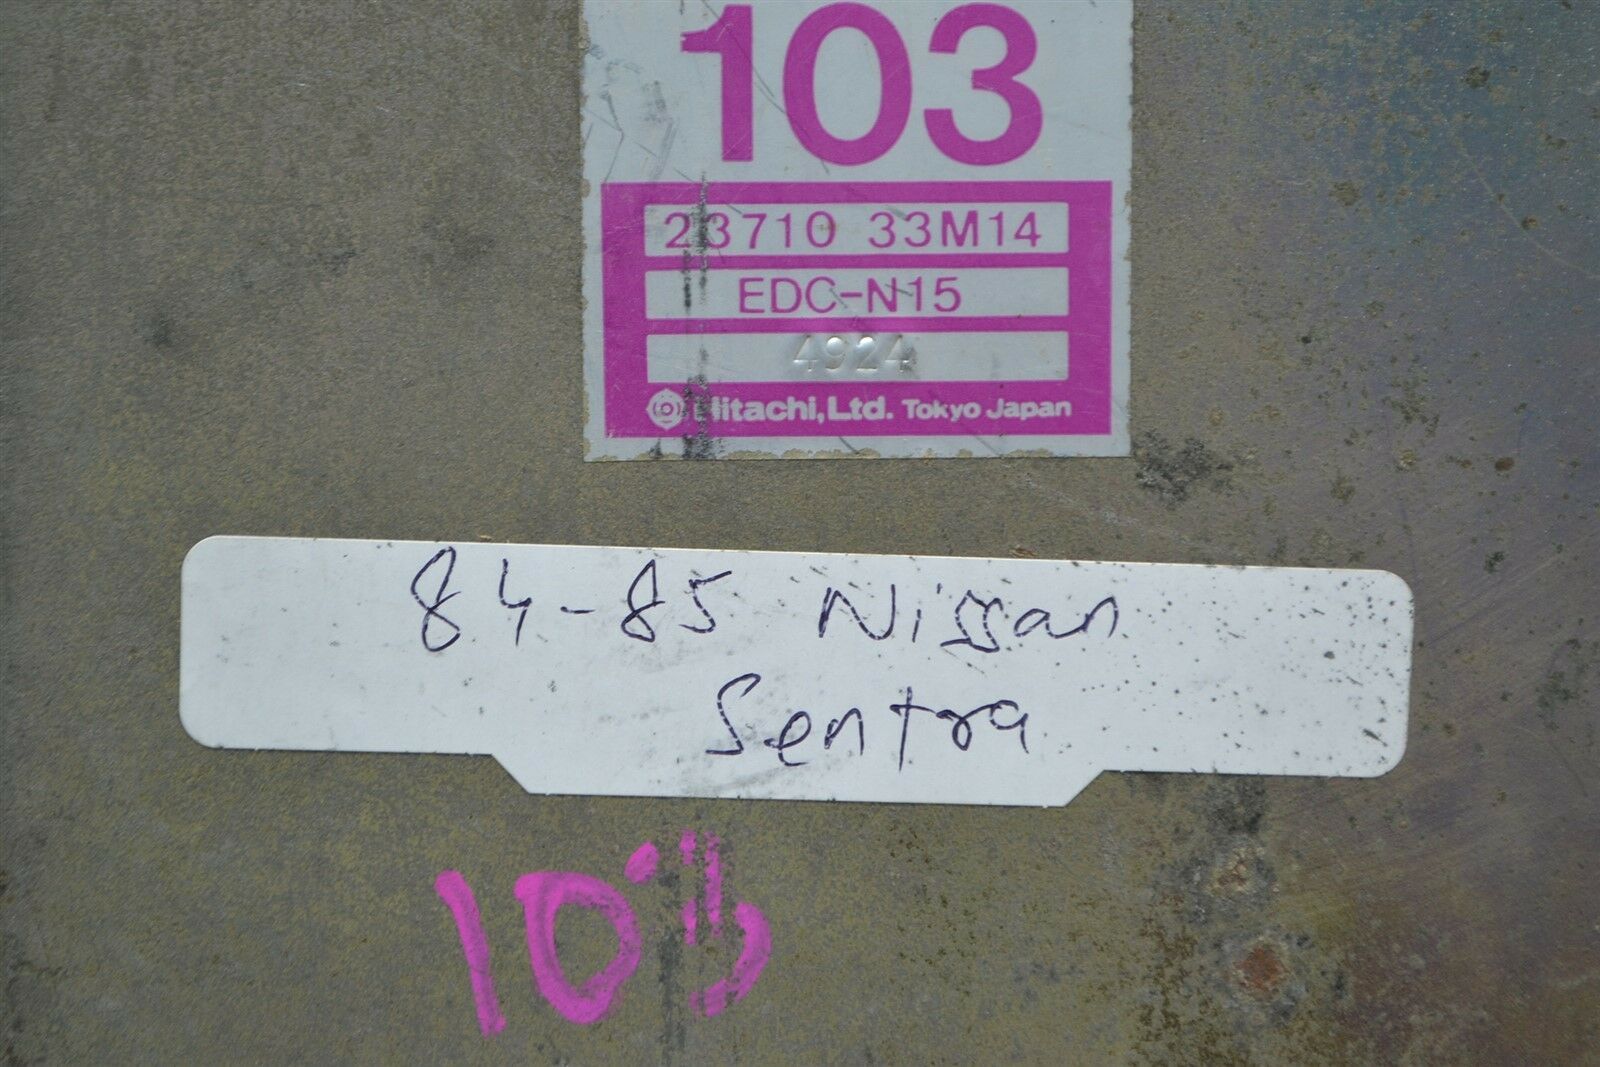 103
23710 33M14
EDC-N15
4924
Hitachi,Ltd. Tokyo Japan
84-85 Nissan
Sentra
103